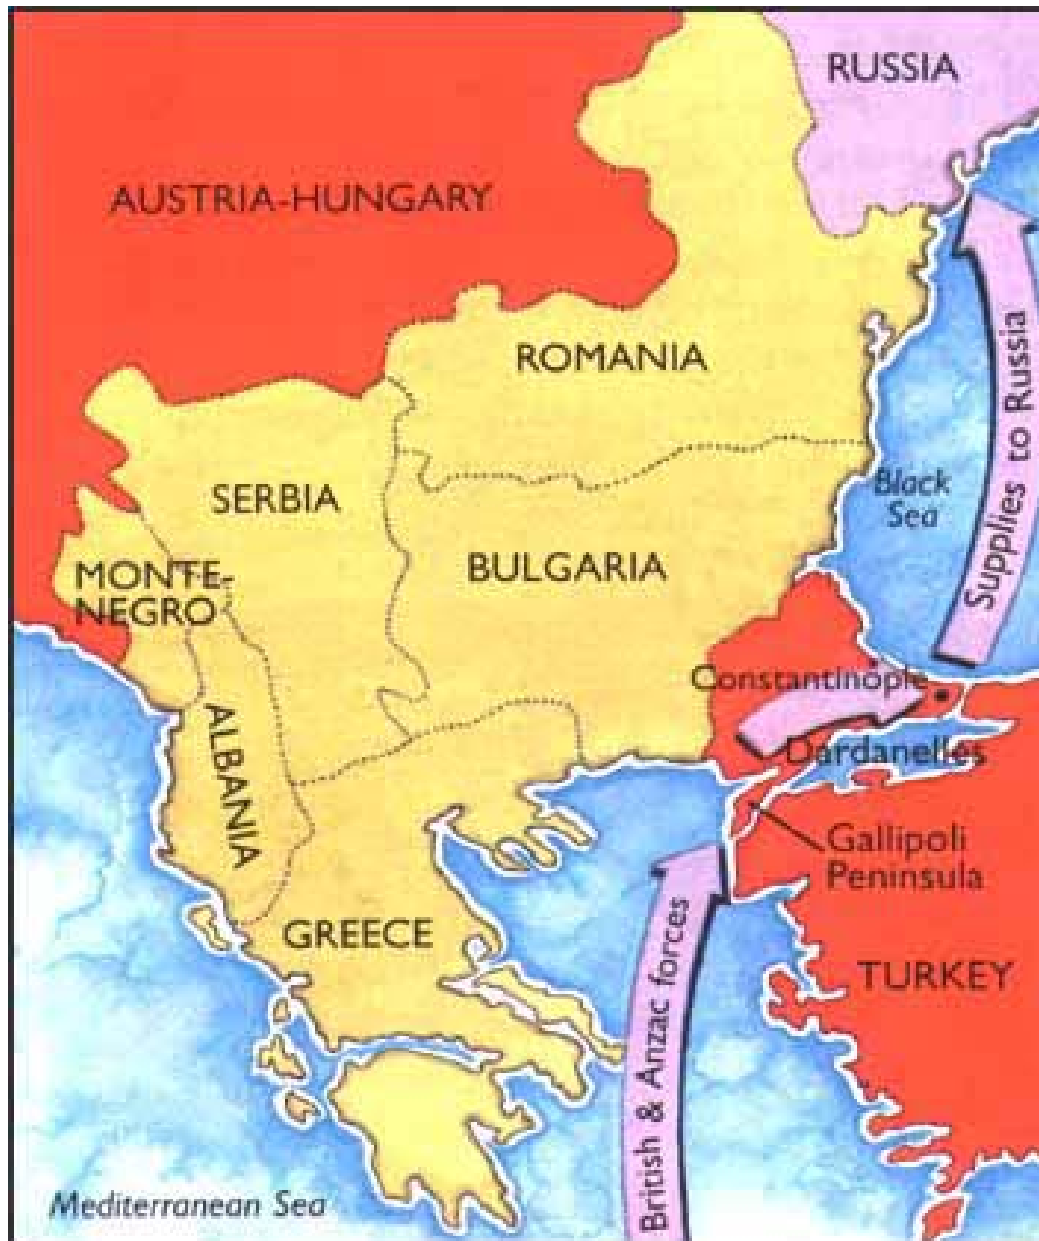 RUSSIA
AUSTRIA-HUNGARY
Supplies to Russia
ROMANIA
Black
Sea
SERBIA
BULGARIA
MONTE-
NEGRO
Constantinople
ALBANIA
Dardanelles
Gallipoli
Peninsula
GREECE
British & Anzac forces
TURKEY
Mediterranean Sea